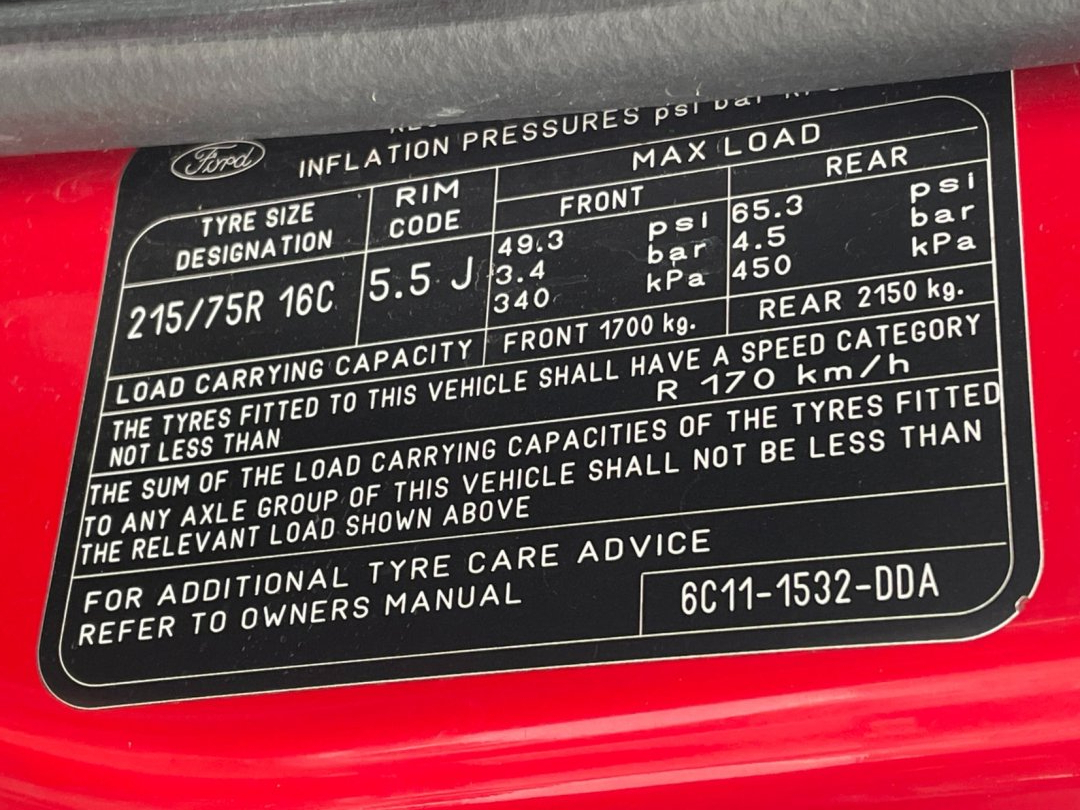 Ford
INFLATION PRESSURES psi bar
MAX LOAD
TYRE SIZE DESIGNATION
RIM CODE
FRONT
REAR
215/75R 16C
5.5 J
49.3 psi
3.4 bar
340 kPa
65.3 psi
4.5 bar
450 kPa
LOAD CARRYING CAPACITY
FRONT 1700 kg.
REAR 2150 kg.
THE TYRES FITTED TO THIS VEHICLE SHALL HAVE A SPEED CATEGORY
NOT LESS THAN
R 170 km/h
THE SUM OF THE LOAD CARRYING CAPACITIES OF THE TYRES FITTED
TO ANY AXLE GROUP OF THIS VEHICLE SHALL NOT BE LESS THAN
THE RELEVANT LOAD SHOWN ABOVE
FOR ADDITIONAL TYRE CARE ADVICE
REFER TO OWNERS MANUAL
6C11-1532-DDA